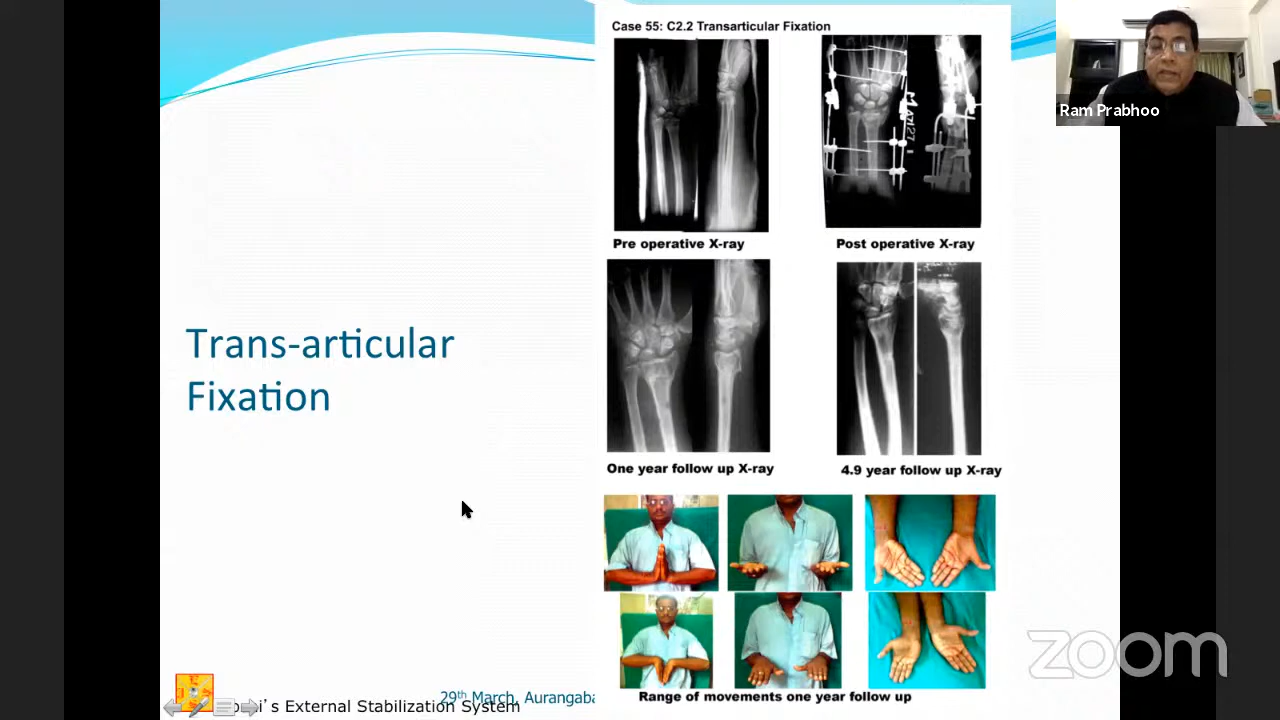 Case 55: C2.2 Transarticular Fixation
Ram Prabhoo
Pre operative X-ray
Post operative X-ray
Trans-articular
Fixation
One year follow up X-ray
4.9 year follow up X-ray
Range of movements one year follow up
29th March, Aurangaba
's External Stabilization System
zoom